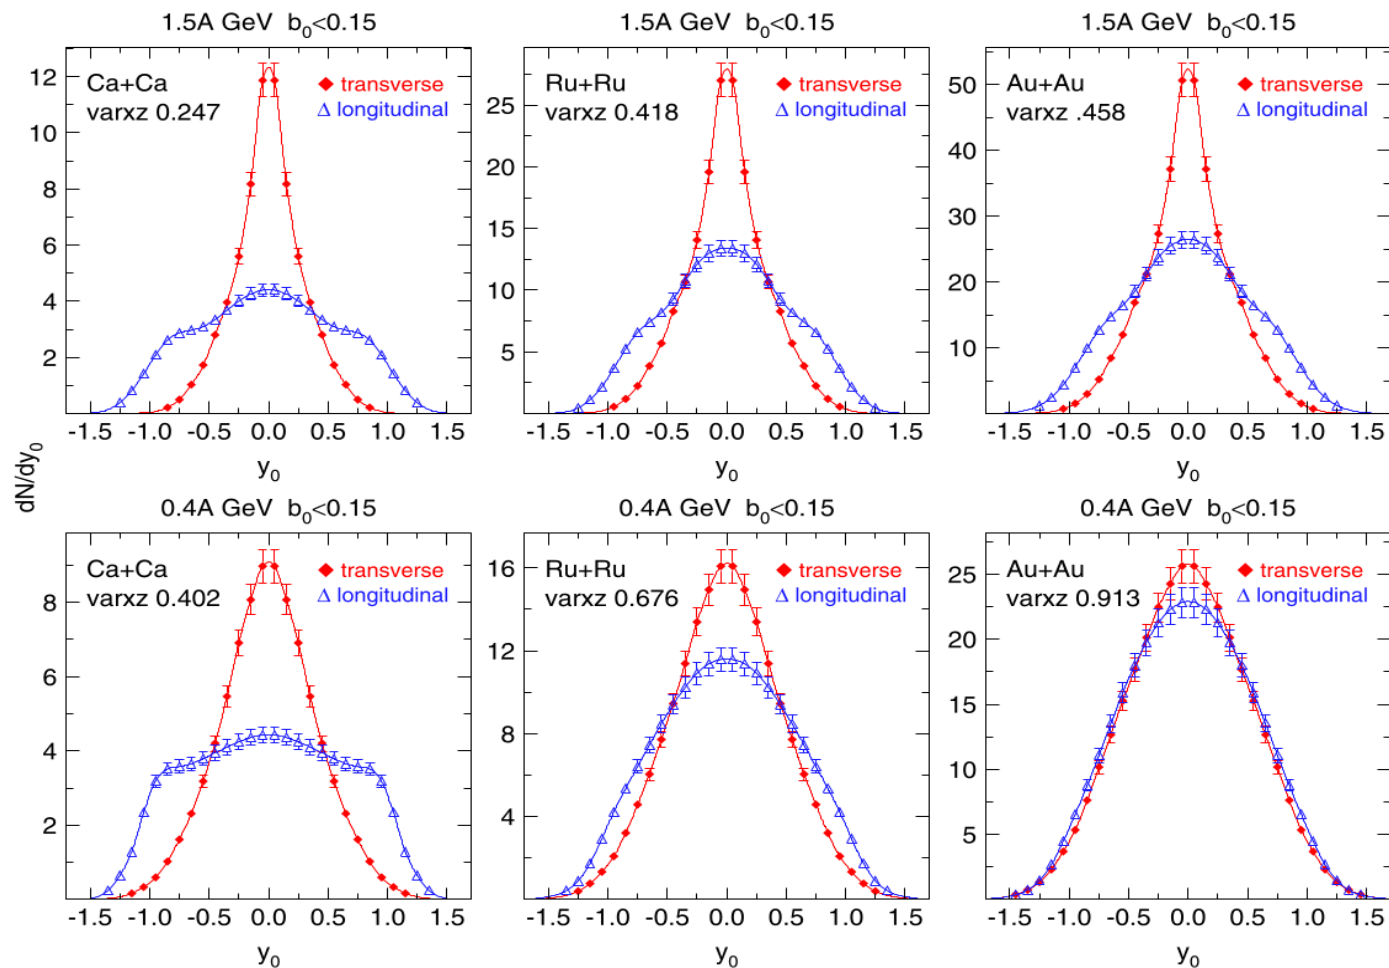 1.5A GeV b₀<0.15
Ca+Ca
varxz 0.247
transverse
longitudinal
12
10
8
6
4
2
-1.5 -1.0 -0.5 0.0 0.5 1.0 1.5
y₀
1.5A GeV b₀<0.15
Ru+Ru
varxz 0.418
transverse
longitudinal
25
20
15
10
5
-1.5 -1.0 -0.5 0.0 0.5 1.0 1.5
y₀
1.5A GeV b₀<0.15
Au+Au
varxz .458
transverse
longitudinal
50
40
30
20
10
-1.5 -1.0 -0.5 0.0 0.5 1.0 1.5
y₀
dN/dy₀
0.4A GeV b₀<0.15
Ca+Ca
varxz 0.402
transverse
longitudinal
8
6
4
2
-1.5 -1.0 -0.5 0.0 0.5 1.0 1.5
y₀
0.4A GeV b₀<0.15
Ru+Ru
varxz 0.676
transverse
longitudinal
16
12
8
4
-1.5 -1.0 -0.5 0.0 0.5 1.0 1.5
y₀
0.4A GeV b₀<0.15
Au+Au
varxz 0.913
transverse
longitudinal
25
20
15
10
5
-1.5 -1.0 -0.5 0.0 0.5 1.0 1.5
y₀